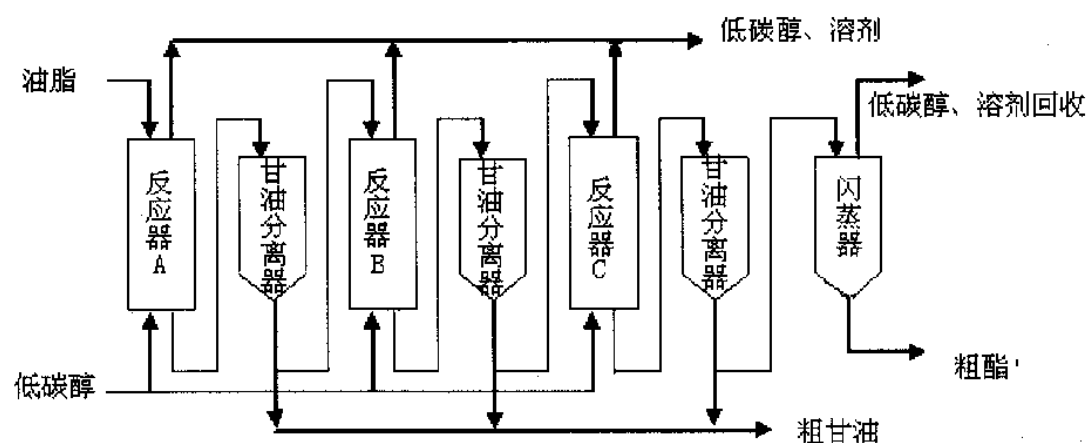 低碳醇、溶剂
油脂
低碳醇、溶剂回收
反应器A
甘油分离器
反应器B
甘油分离器
反应器C
甘油分离器
闪蒸器
低碳醇
粗酯
粗甘油